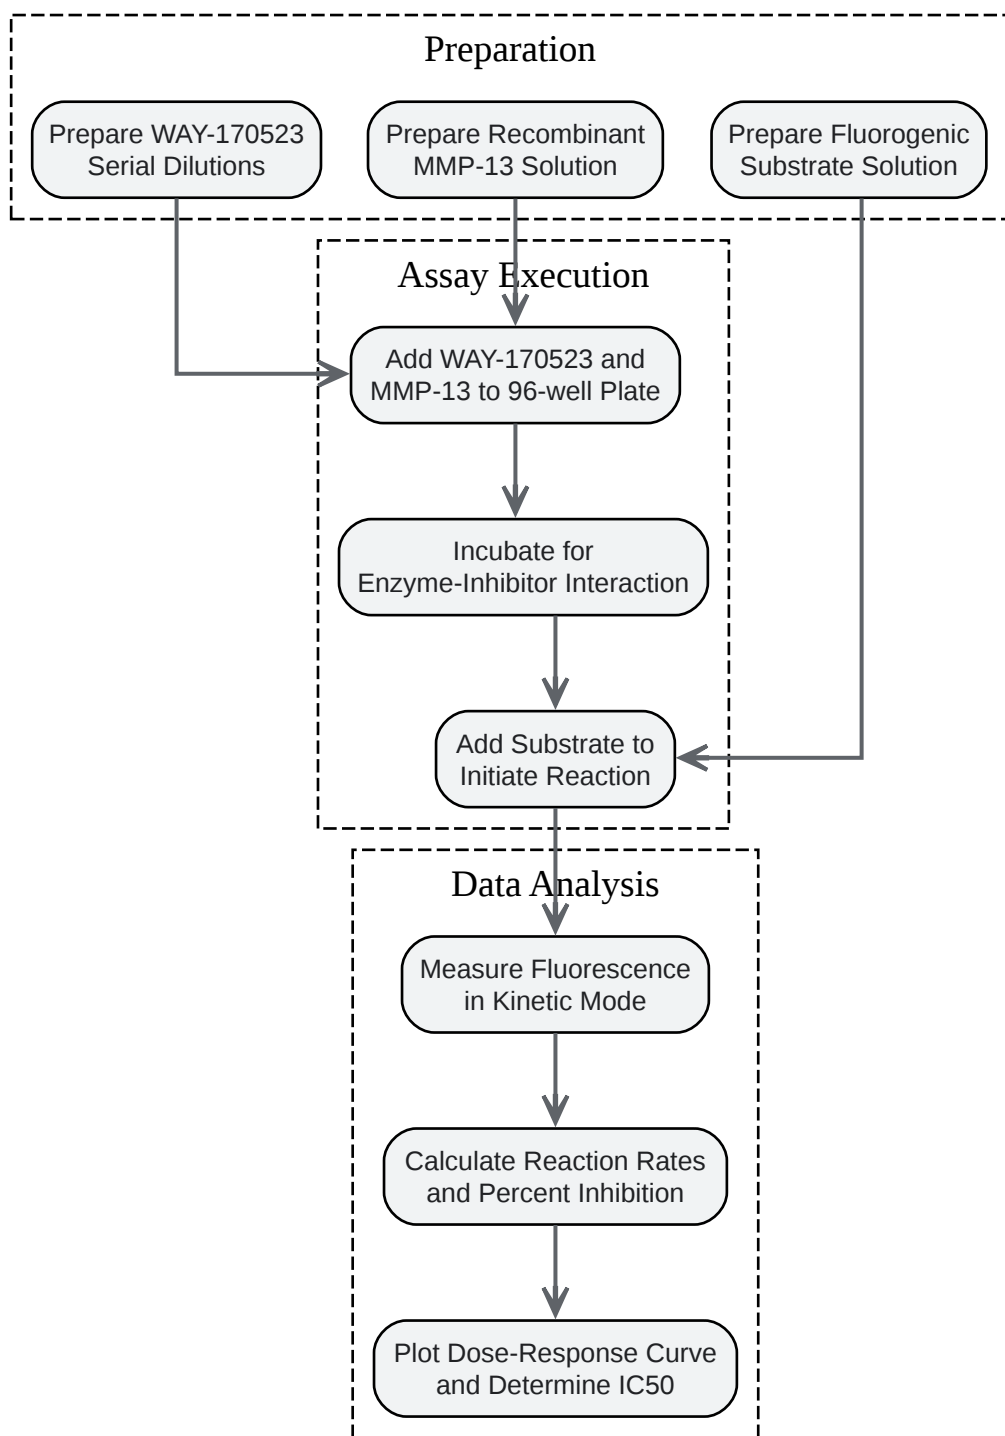 Preparation
Prepare WAY-170523
Serial Dilutions
Prepare Recombinant
MMP-13 Solution
Prepare Fluorogenic
Substrate Solution
Assay Execution
Add WAY-170523 and
MMP-13 to 96-well Plate
Incubate for
Enzyme-Inhibitor Interaction
Add Substrate to
Initiate Reaction
Data Analysis
Measure Fluorescence
in Kinetic Mode
Calculate Reaction Rates
and Percent Inhibition
Plot Dose-Response Curve
and Determine IC50